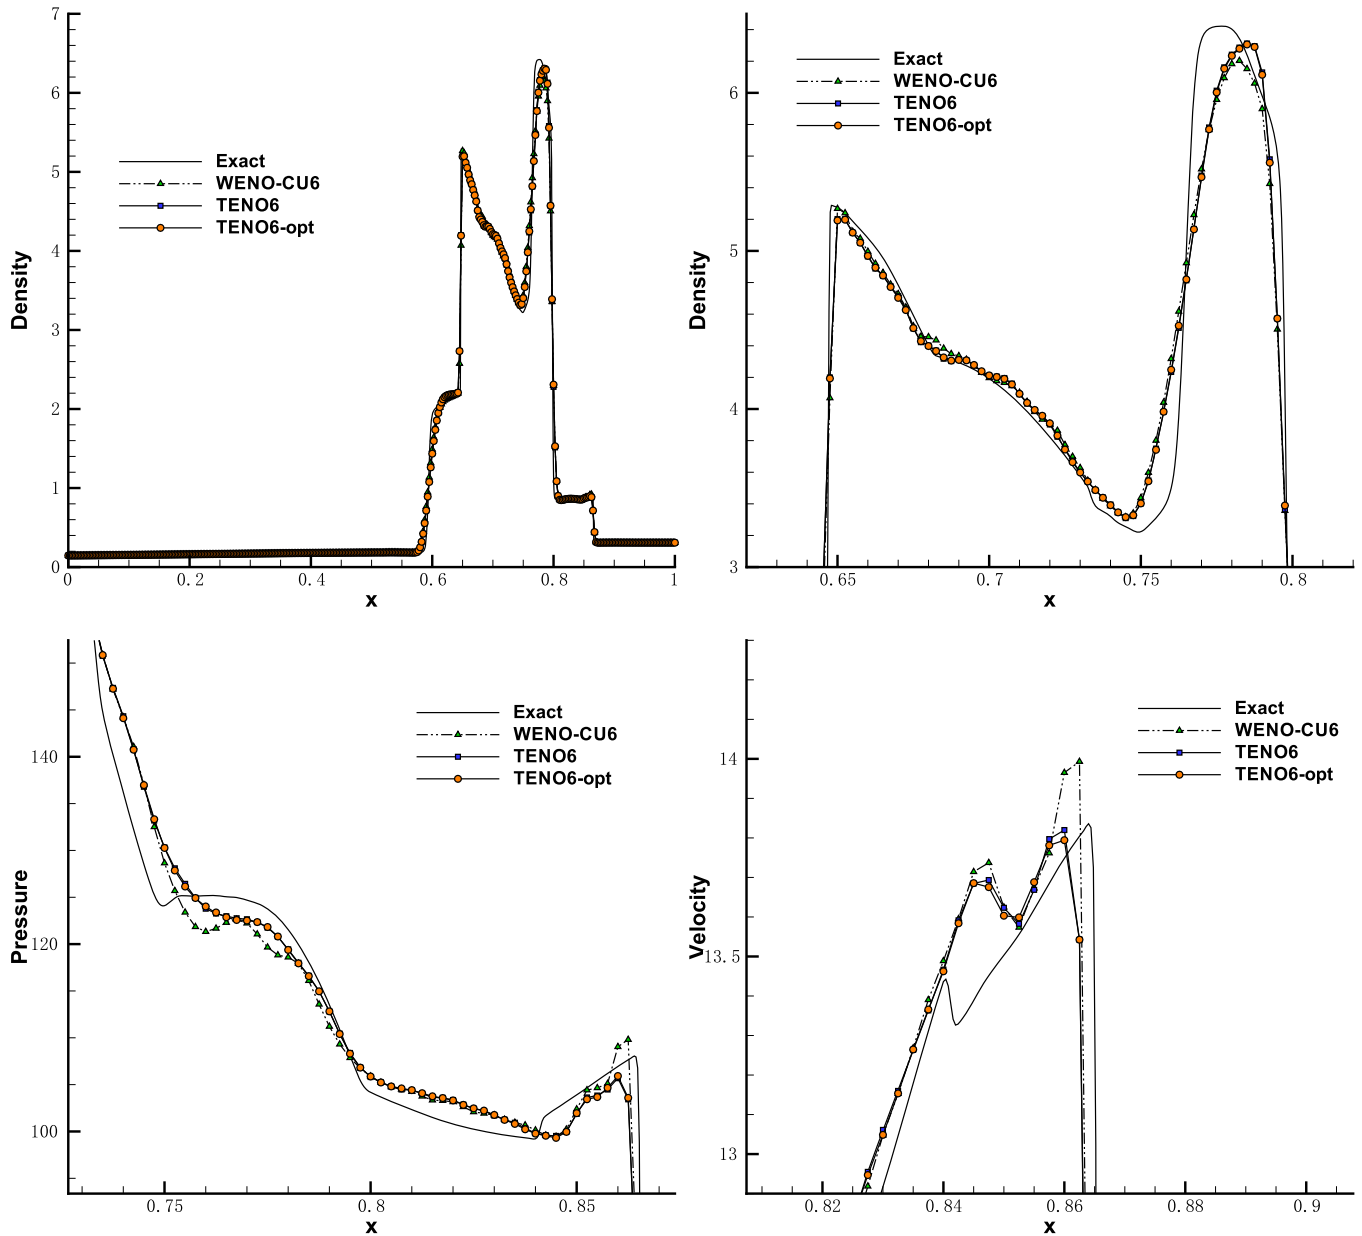 7
6
5
4
3
2
1
0
Density
Exact
WENO-CU6
TENO6
TENO6-opt
0 0.2 0.4 0.6 0.8 1
x
6
5
4
3
Density
Exact
WENO-CU6
TENO6
TENO6-opt
0.65 0.7 0.75 0.8
x
140
120
100
Pressure
Exact
WENO-CU6
TENO6
TENO6-opt
0.75 0.8 0.85
x
14
13.5
13
Velocity
Exact
WENO-CU6
TENO6
TENO6-opt
0.82 0.84 0.86 0.88 0.9
x